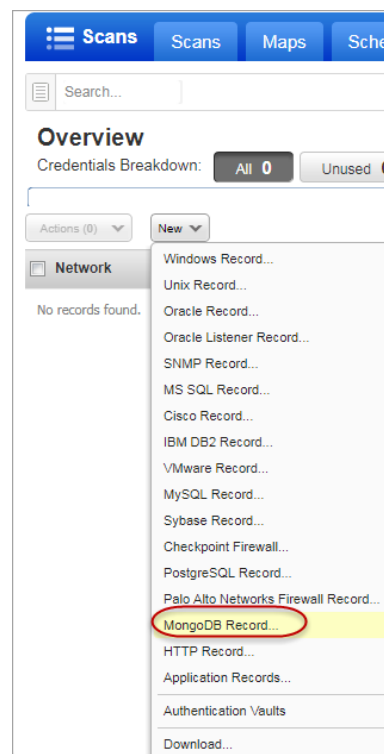 Scans Scans Maps Sche
Search...
Overview
Credentials Breakdown: All 0 Unused
Actions (0) New
Network
No records found.
Windows Record...
Unix Record...
Oracle Record...
Oracle Listener Record...
SNMP Record...
MS SQL Record...
Cisco Record...
IBM DB2 Record...
VMware Record...
MySQL Record...
Sybase Record...
Checkpoint Firewall...
PostgreSQL Record...
Palo Alto Networks Firewall Record...
MongoDB Record...
HTTP Record...
Application Records...
Authentication Vaults
Download...